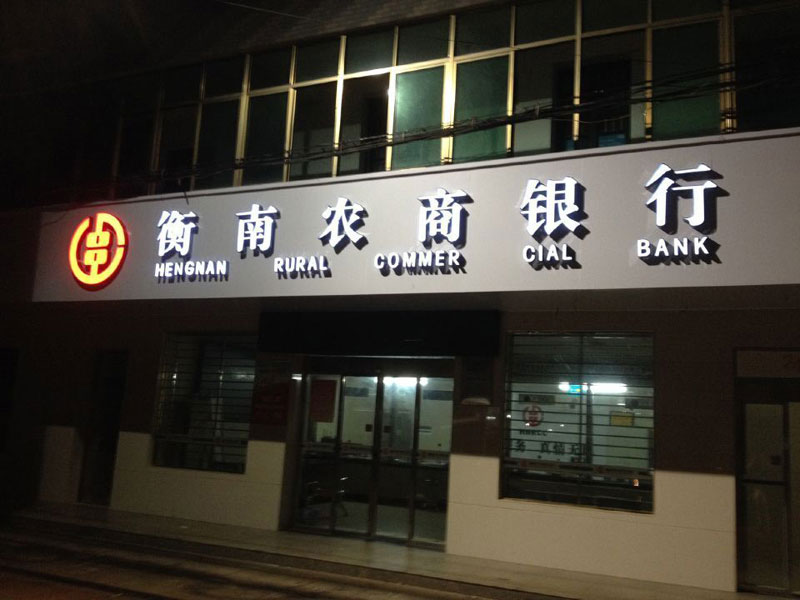 衡南农商银行
HENGNAN RURAL COMMER CIAL BANK